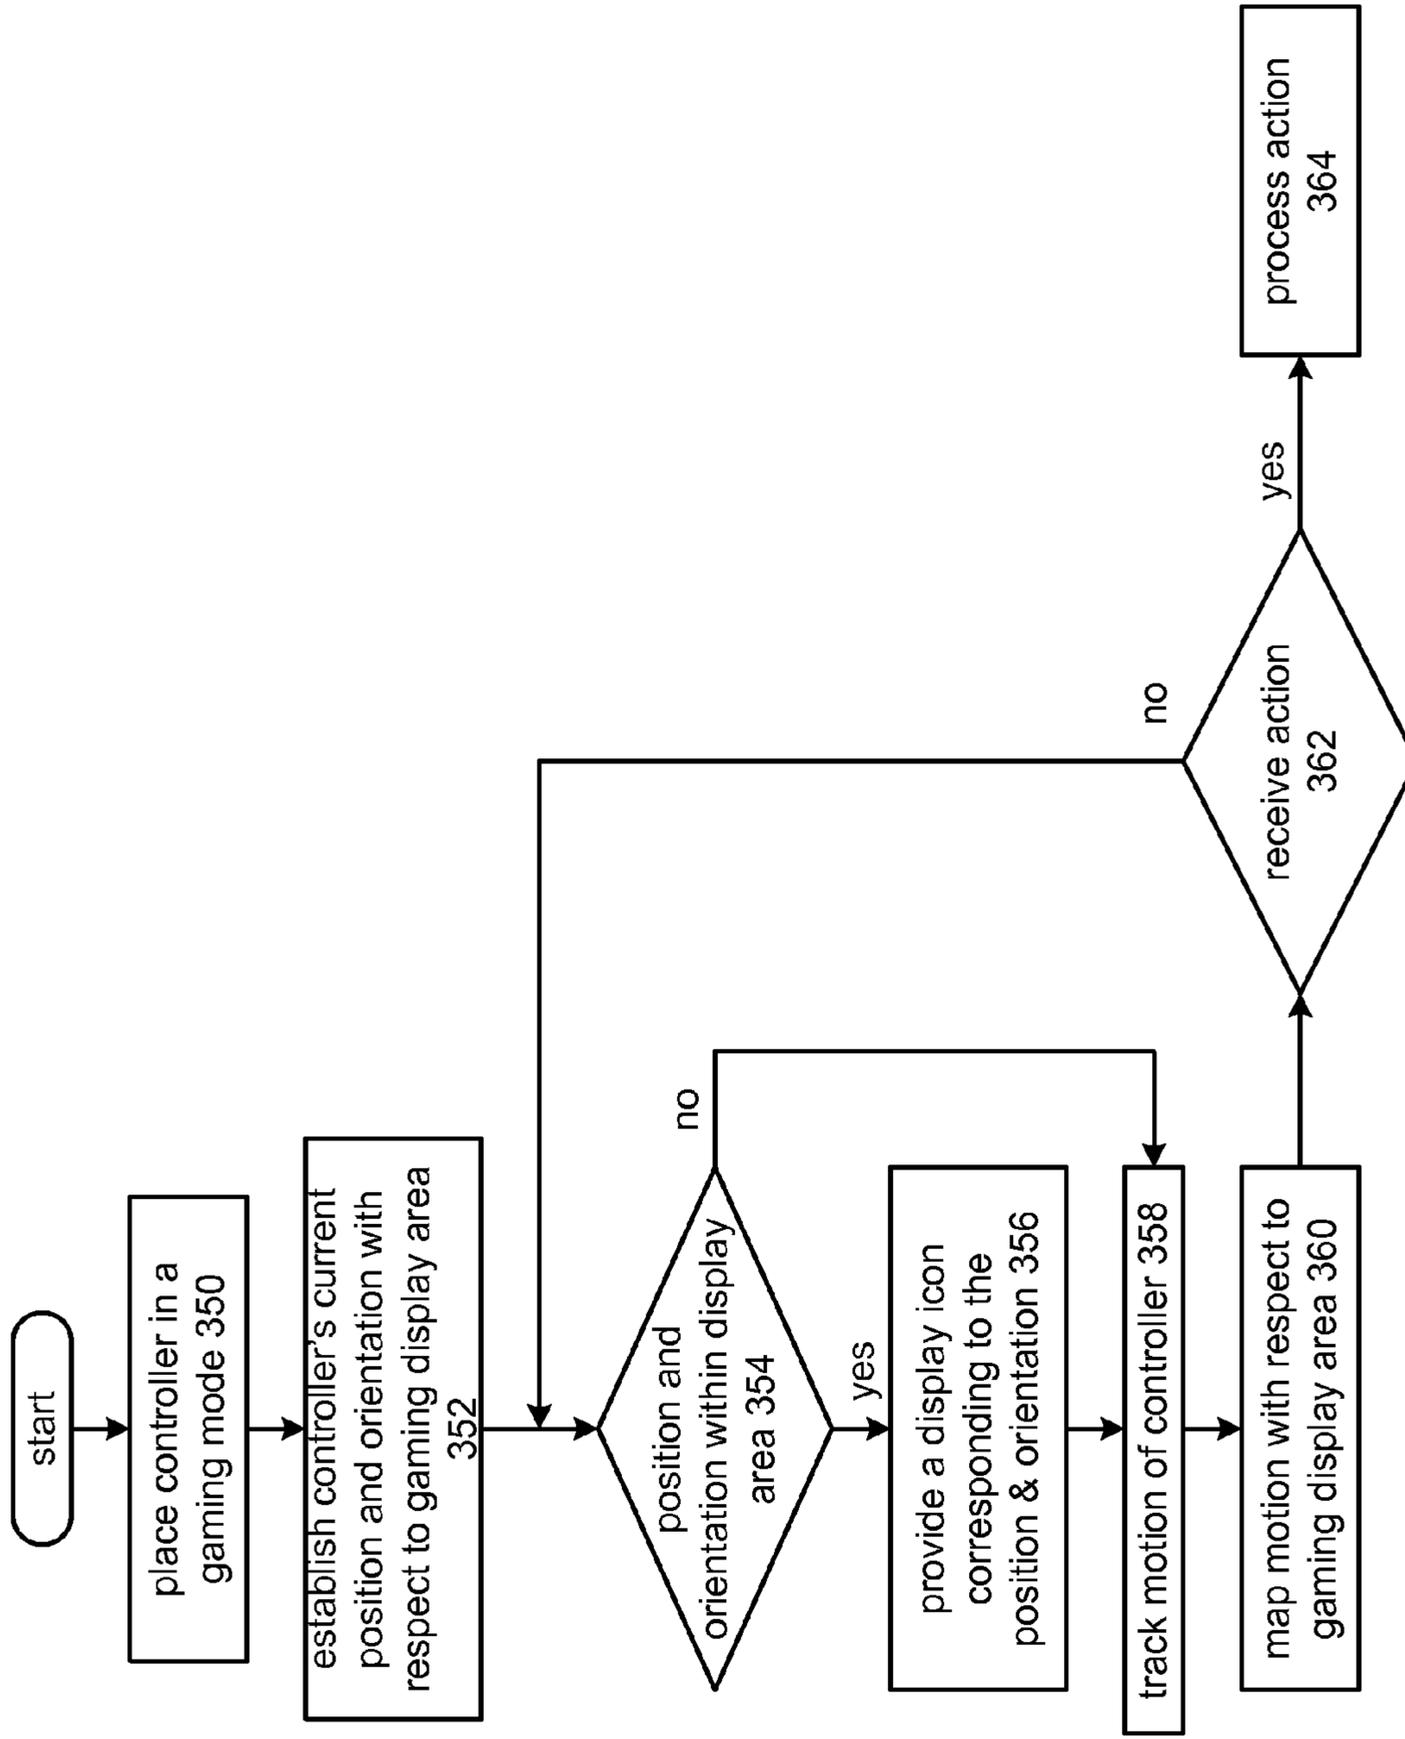 start
place controller in a
gaming mode 350
establish controller's current
position and orientation with
respect to gaming display area
352
position and
orientation within display
area 354
no
yes
provide a display icon
corresponding to the
position & orientation 356
track motion of controller 358
map motion with respect to
gaming display area 360
receive action
362
no
yes
process action
364